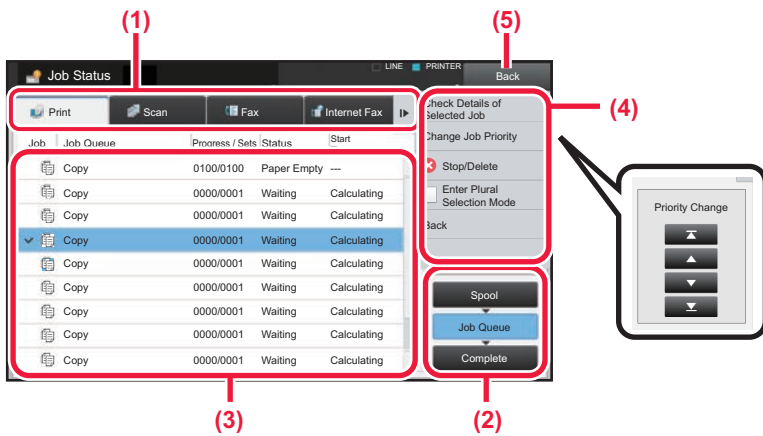 (1)
(5)
LINE
PRINTER
Job Status
Back
Print
Scan
Fax
Internet Fax
Check Details of
Selected Job
(4)
Change Job Priority
Job Job Queue Progress / Sets Status Start
Copy 0100/0100 Paper Empty ---
Stop/Delete
Copy 0000/0001 Waiting Calculating
Enter Plural
Selection Mode
Priority Change
Copy 0000/0001 Waiting Calculating
Back
Copy 0000/0001 Waiting Calculating
Copy 0000/0001 Waiting Calculating
Copy 0000/0001 Waiting Calculating
Spool
Copy 0000/0001 Waiting Calculating
Job Queue
Copy 0000/0001 Waiting Calculating
Copy 0000/0001 Waiting Calculating
Complete
(3)
(2)